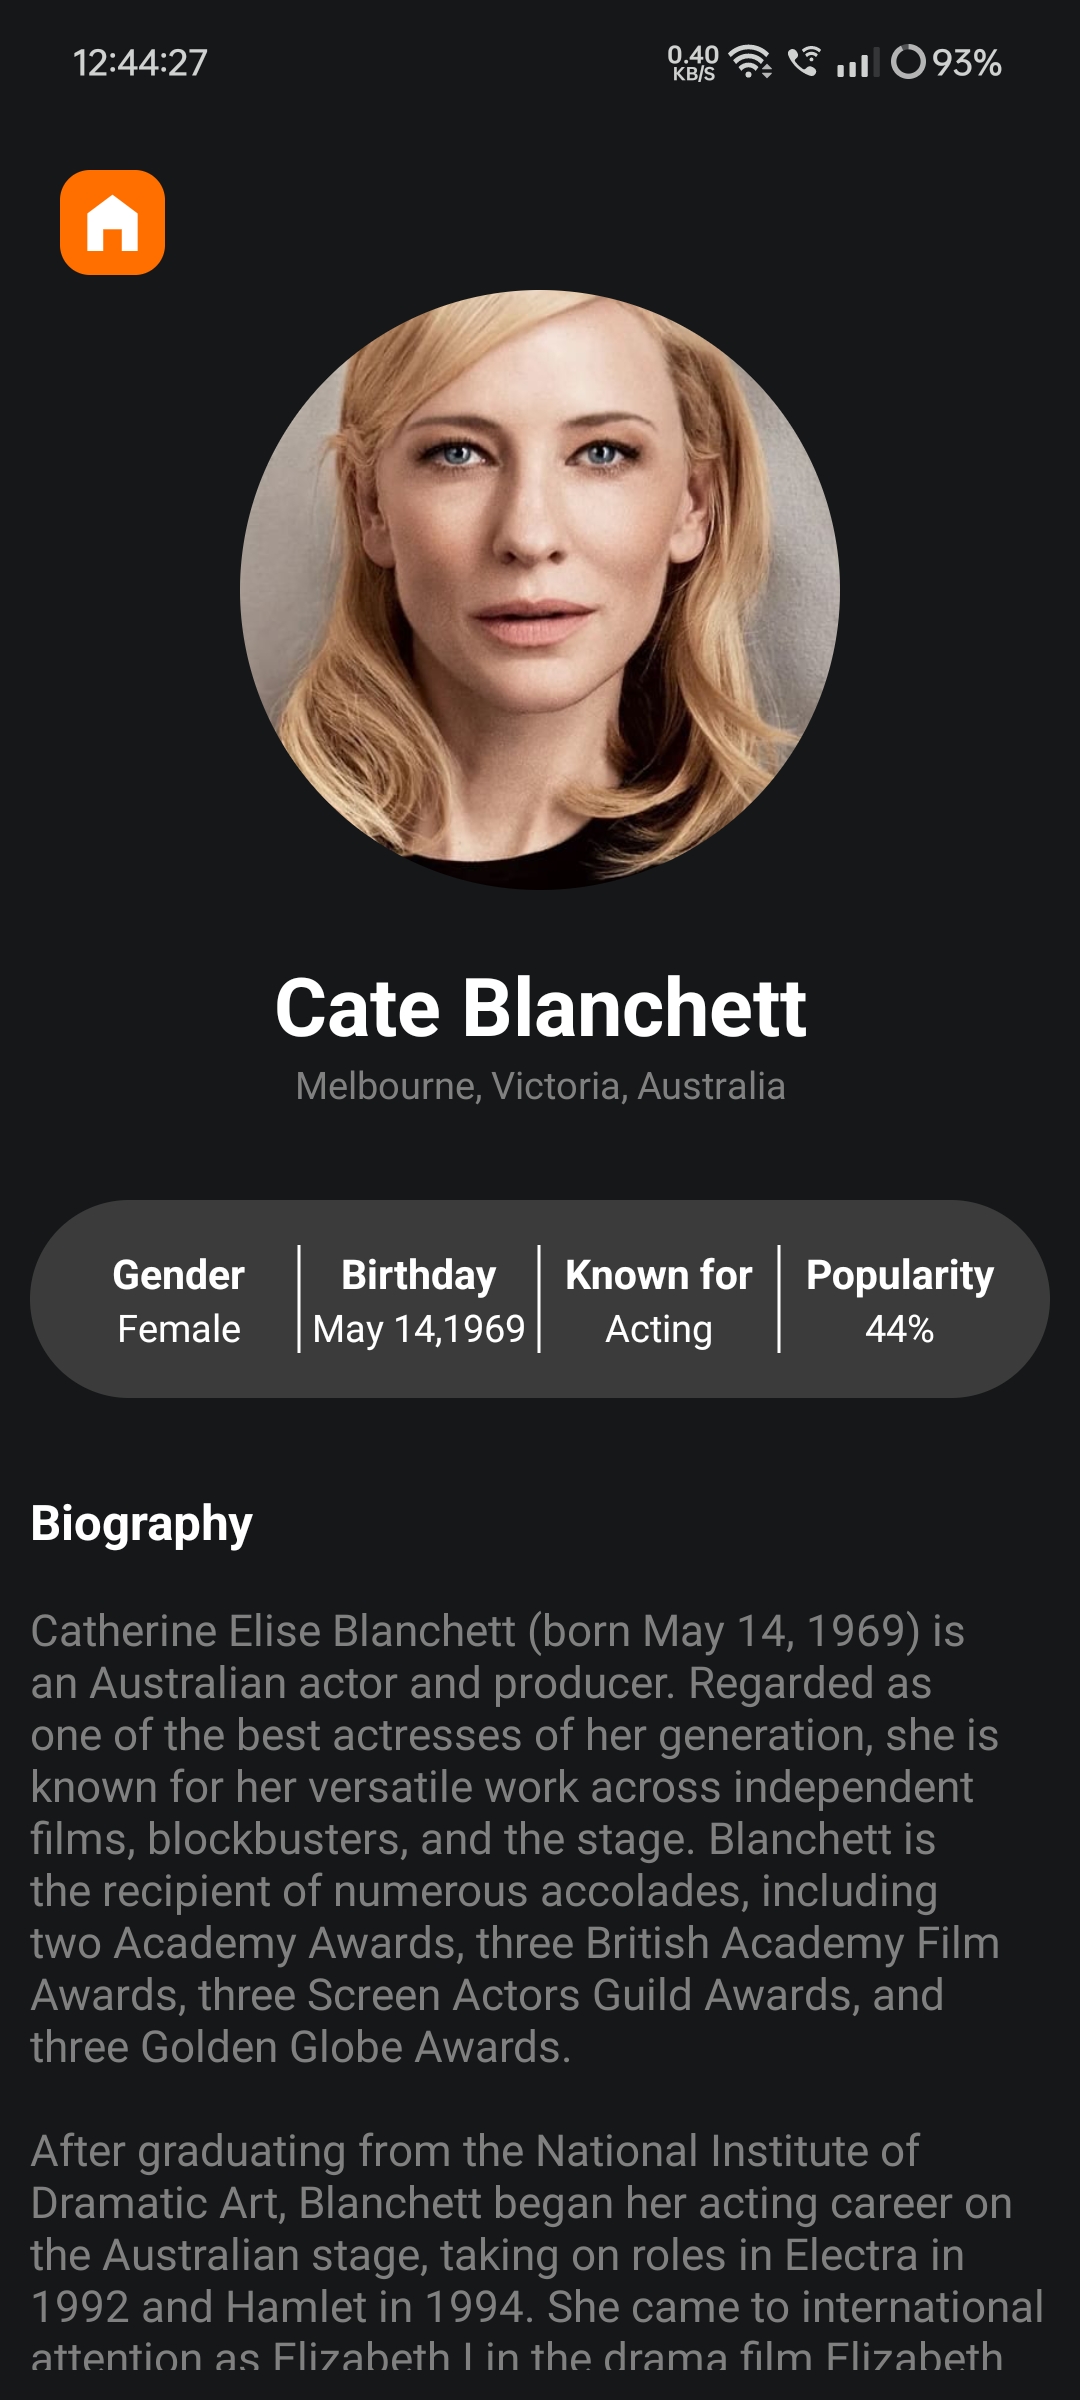 12:44:27
0.40
KB/S
93%
Cate Blanchett
Melbourne, Victoria, Australia
Gender Birthday Known for Popularity
Female May 14,1969 Acting 44%
Biography
Catherine Elise Blanchett (born May 14, 1969) is
an Australian actor and producer. Regarded as
one of the best actresses of her generation, she is
known for her versatile work across independent
films, blockbusters, and the stage. Blanchett is
the recipient of numerous accolades, including
two Academy Awards, three British Academy Film
Awards, three Screen Actors Guild Awards, and
three Golden Globe Awards.
After graduating from the National Institute of
Dramatic Art, Blanchett began her acting career on
the Australian stage, taking on roles in Electra in
1992 and Hamlet in 1994. She came to international
attention as Elizabeth I in the drama film Elizabeth